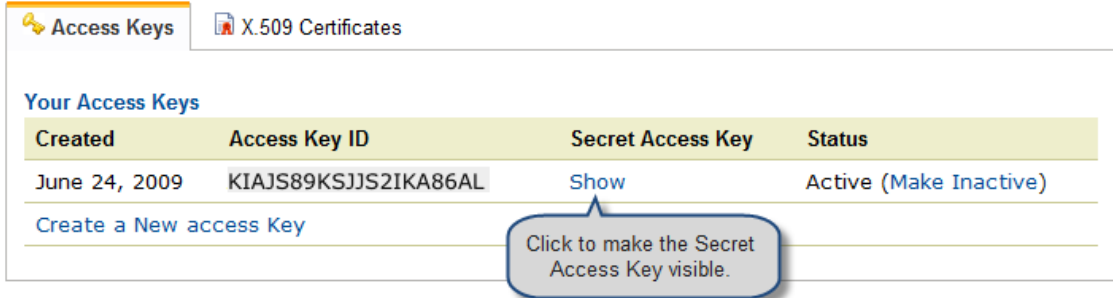 Access Keys X.509 Certificates
Your Access Keys
Created Access Key ID Secret Access Key Status
June 24, 2009 KIAJS89KSJJS2IKA86AL Show Active (Make Inactive)
Create a New access Key
Click to make the Secret
Access Key visible.